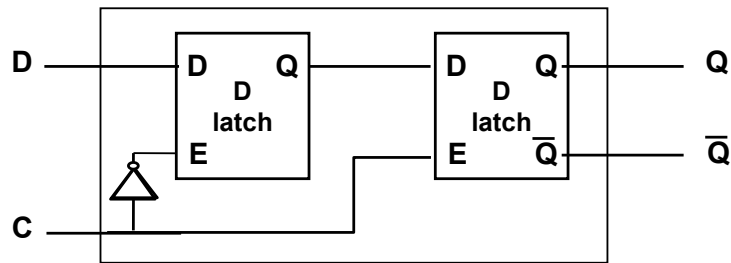 D D Q D Q Q
D D
latch latch
E E Q̅ Q̅
C